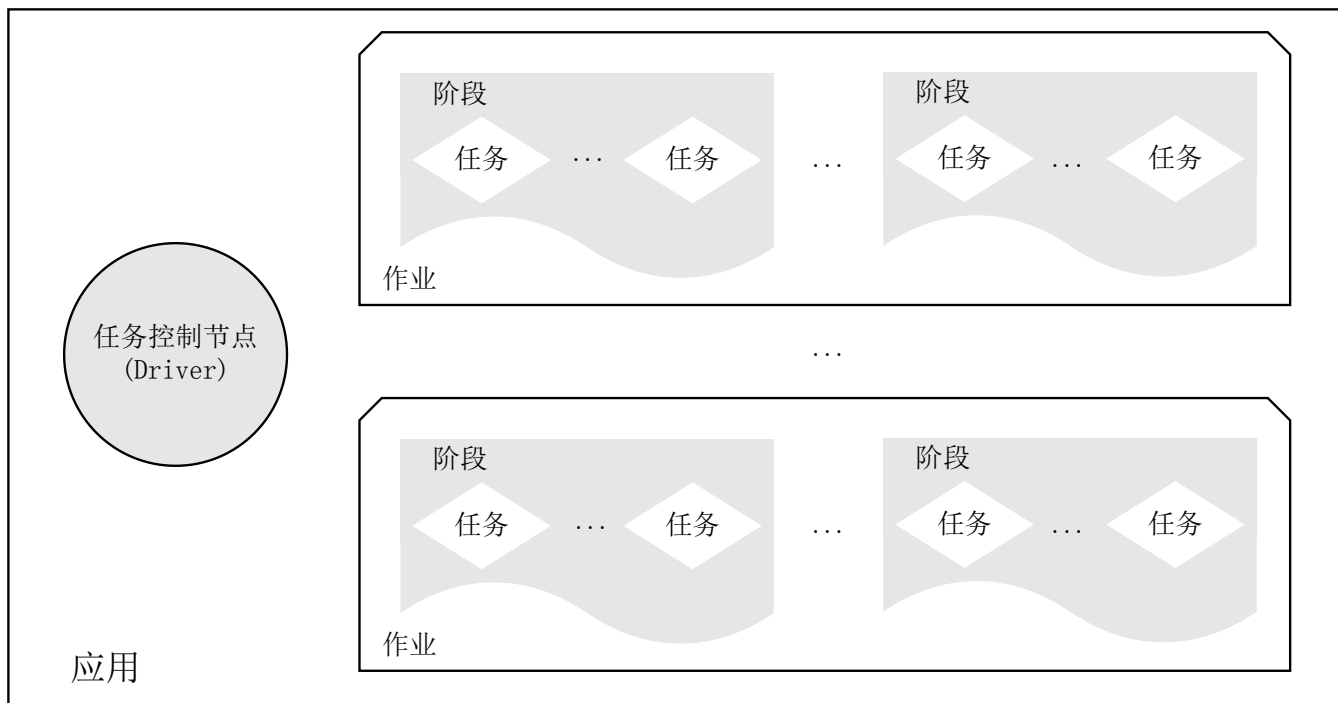 阶段
阶段
任务 ... 任务 ... 任务 ... 任务
作业
任务控制节点
(Driver)
...
阶段
阶段
任务 ... 任务 ... 任务 ... 任务
作业
应用